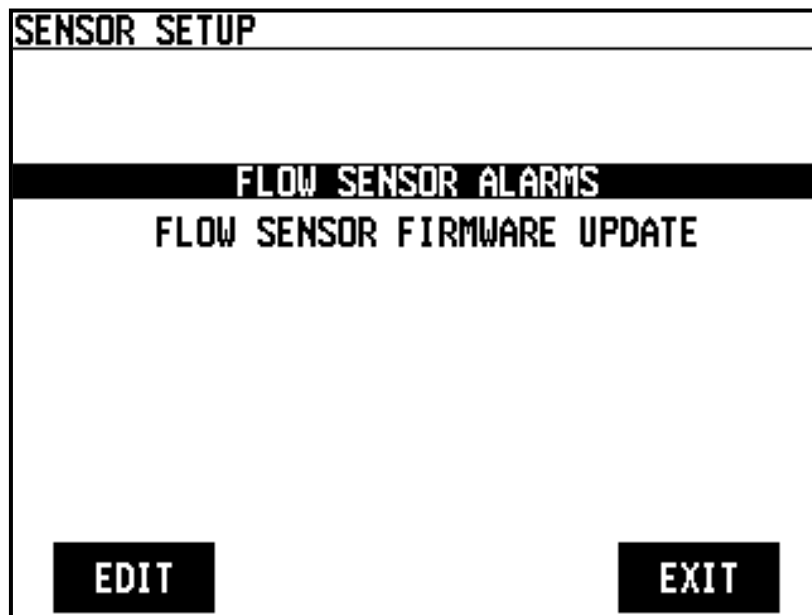 SENSOR SETUP
FLOW SENSOR ALARMS
FLOW SENSOR FIRMWARE UPDATE
EDIT
EXIT